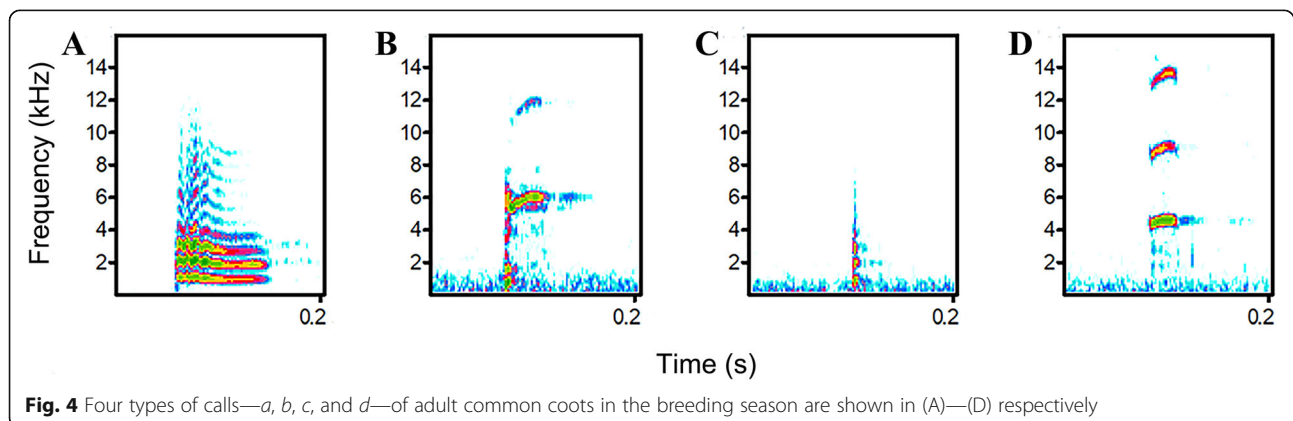 A B C D
Frequency (kHz)
14 14 14 14
12 12 12 12
10 10 10 10
8 8 8 8
6 6 6 6
4 4 4 4
2 2 2 2
0.2 0.2 0.2 0.2
Time (s)
Fig. 4 Four types of calls—a, b, c, and d—of adult common coots in the breeding season are shown in (A)—(D) respectively